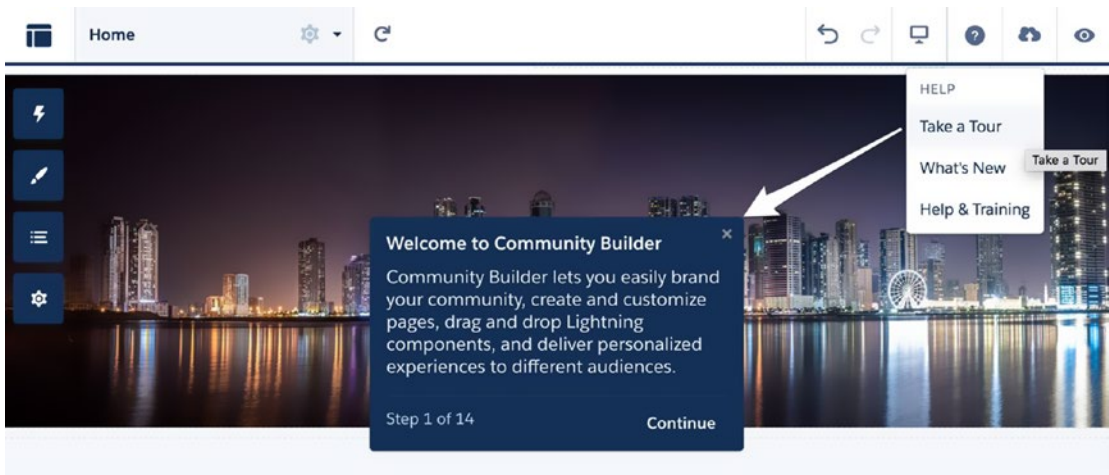 Home
?
HELP
Take a Tour
What's New
Take a Tour
Help & Training
Welcome to Community Builder
Community Builder lets you easily brand
your community, create and customize
pages, drag and drop Lightning
components, and deliver personalized
experiences to different audiences.
Step 1 of 14
Continue